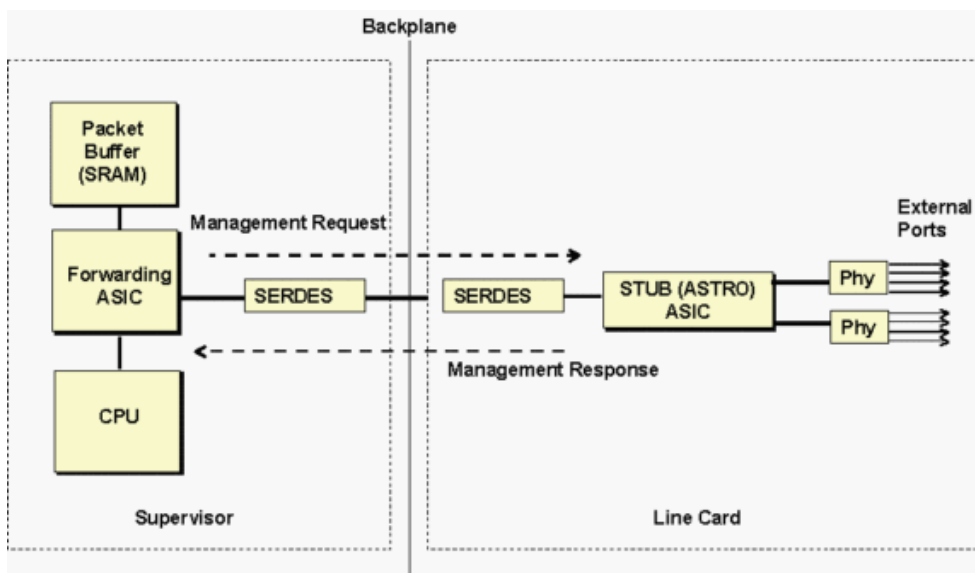 Backplane
Packet
Buffer
(SRAM)
Management Request
External
Ports
Forwarding
ASIC
SERDES
SERDES
STUB (ASTRO)
ASIC
Phy
Phy
Management Response
CPU
Supervisor
Line Card